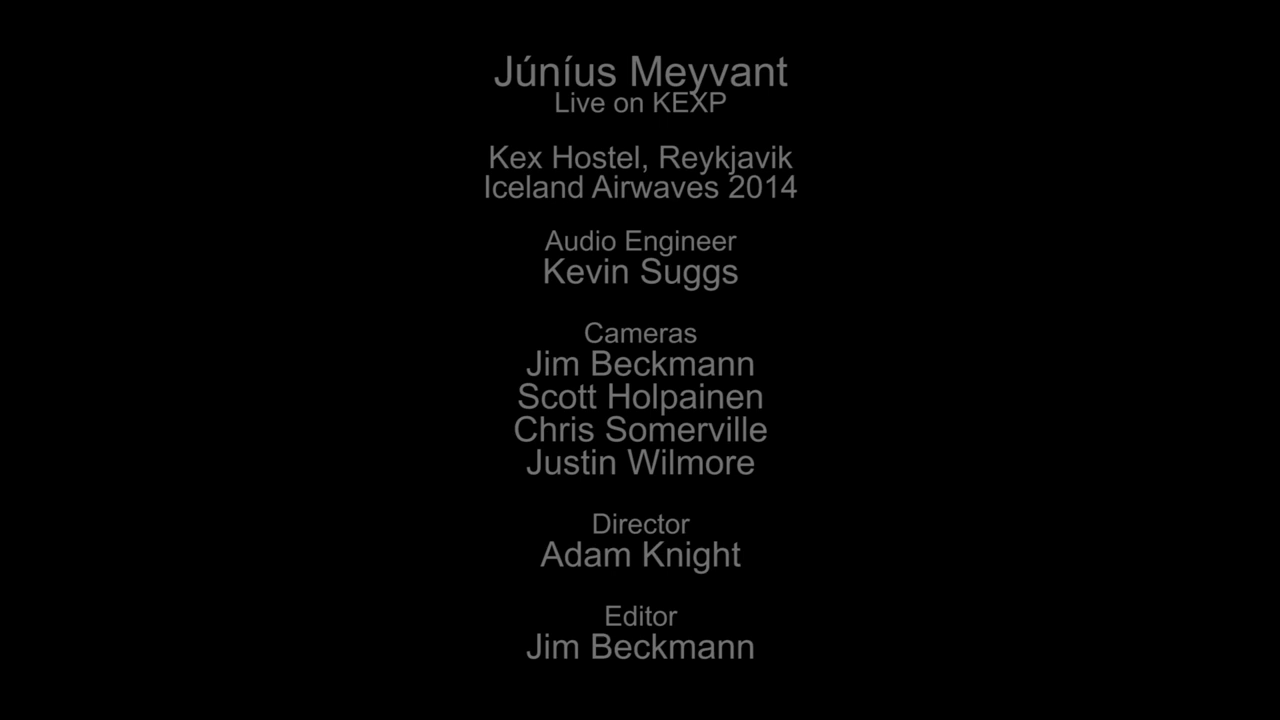 Júníus Meyvant
Live on KEXP
Kex Hostel, Reykjavik
Iceland Airwaves 2014
Audio Engineer
Kevin Suggs
Cameras
Jim Beckmann
Scott Holpainen
Chris Somerville
Justin Wilmore
Director
Adam Knight
Editor
Jim Beckmann